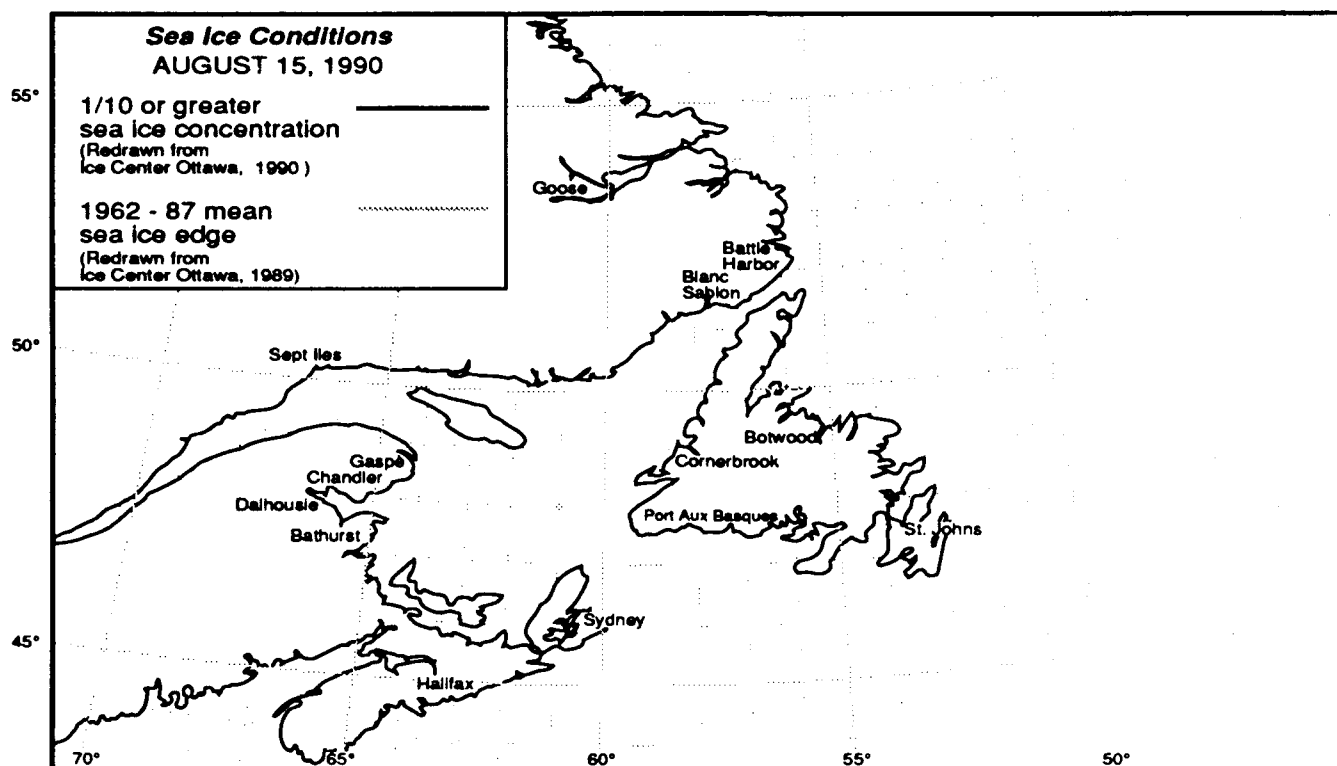 Sea Ice Conditions
AUGUST 15, 1990
1/10 or greater
sea ice concentration
(Redrawn from
Ice Center Ottawa, 1990 )
1962 - 87 mean
sea ice edge
(Redrawn from
Ice Center Ottawa, 1989)
55°
50°
45°
70°
65°
60°
55°
50°
Goose
Battle
Harbor
Blanc
Sablon
Sept Iles
Botwood
Cornerbrook
Gaspé
Chandler
Dalhousie
Port Aux Basques
St. Johns
Bathurst
Sydney
Halifax